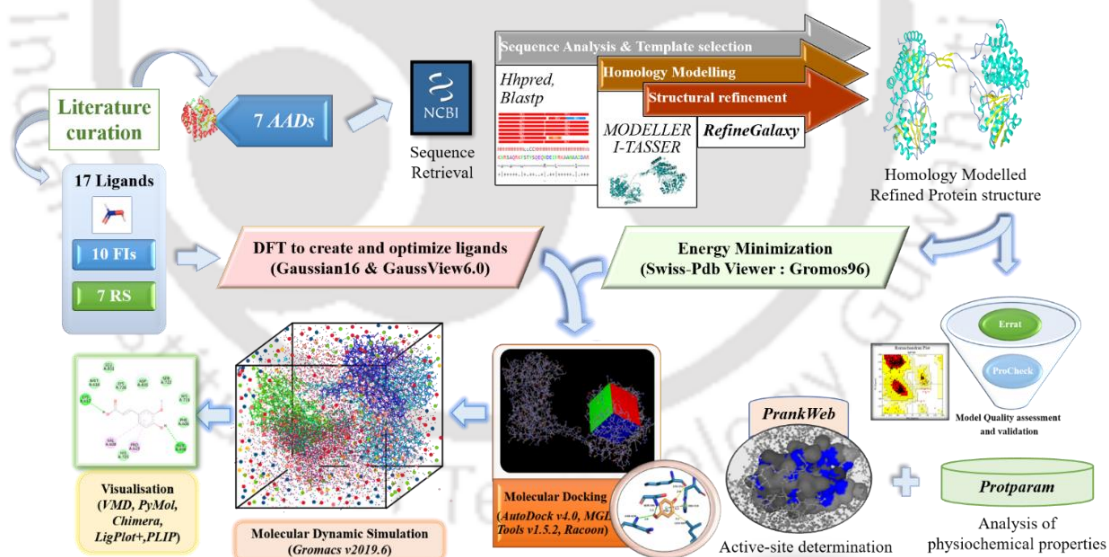 Literature
curation
7 AADs
NCBI
Sequence
Retrieval
Sequence Analysis & Template selection
Hhpred,
Blastp
Homology Modelling
MODELLER
I-TASSER
Structural refinement
RefineGalaxy
Homology Modelled
Refined Protein structure
17 Ligands
10 FIs
7 RS
DFT to create and optimize ligands
(Gaussian16 & GaussView6.0)
Energy Minimization
(Swiss-Pdb Viewer : Gromos96)
Errat
ProCheck
Model Quality assessment
and validation
Visualisation
(VMD, PyMol,
Chimera,
LigPlot+,PLIP)
Molecular Dynamic Simulation
(Gromacs v2019.6)
Molecular Docking
(AutoDock v4.0, MGL
Tools v1.5.2, Racoon)
PrankWeb
Active-site determination
Protparam
Analysis of
physiochemical properties